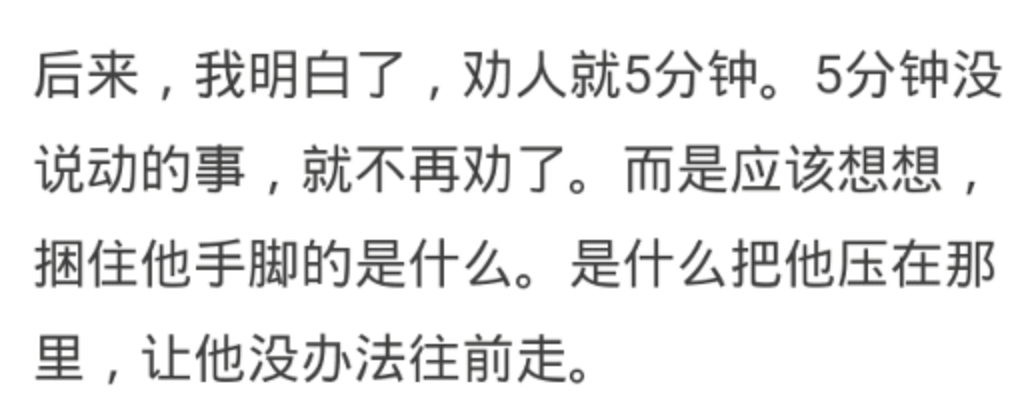 后来，我明白了，劝人就5分钟。5分钟没
说动的事，就不再劝了。而是应该想想，
捆住他手脚的是什么。是什么把他压在那
里，让他没办法往前走。